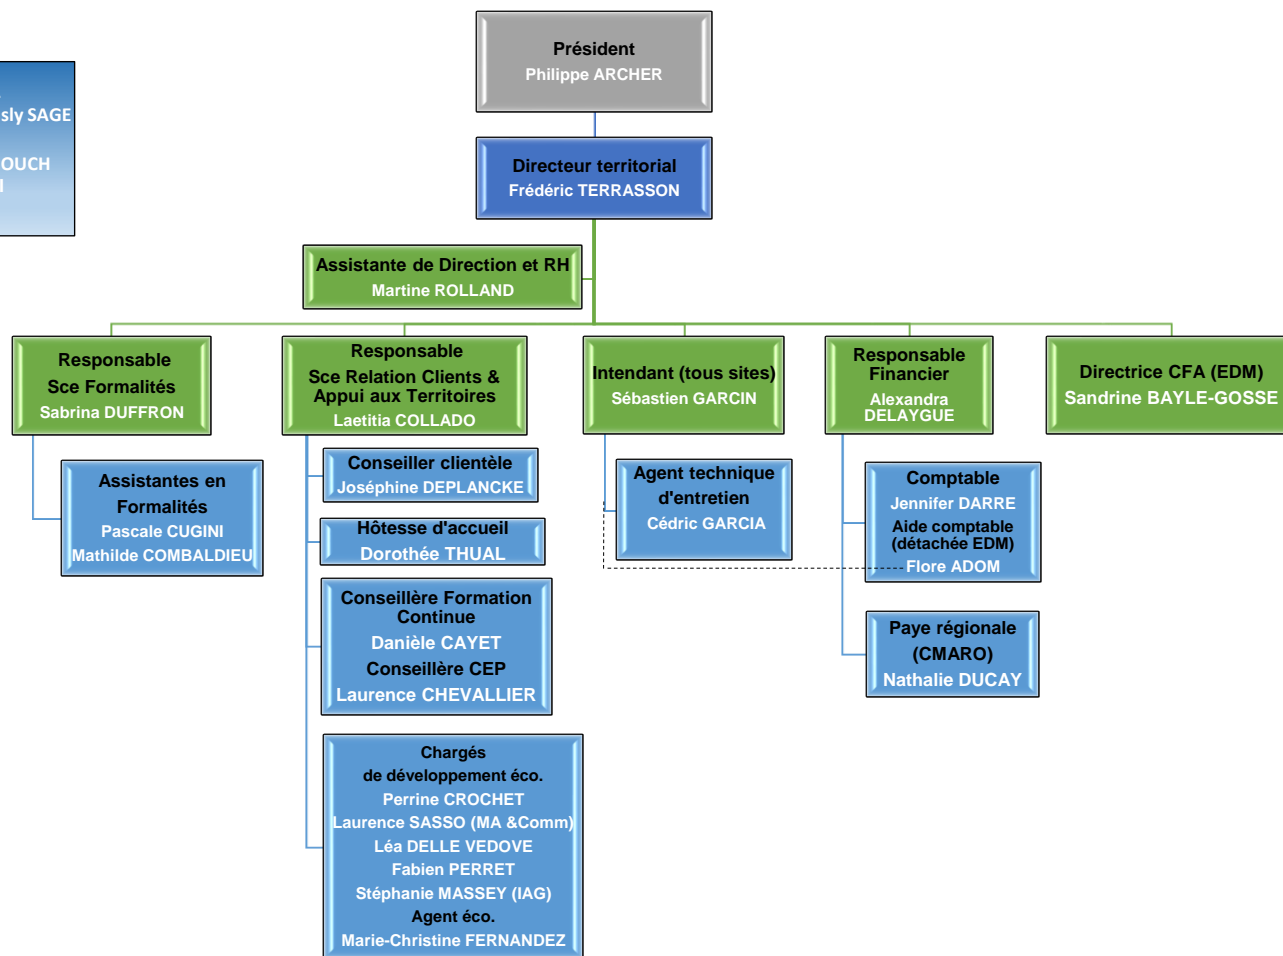 Président
Philippe ARCHER
SAGE
Directeur territorial
Frédéric TERRASSON
Assistante de Direction et RH
Martine ROLLAND
Responsable
Sce Formalités
Sabrina DUFFRON
Responsable
Sce Relation Clients &
Appui aux Territoires
Laetitia COLLADO
Intendant (tous sites)
Sébastien GARCIN
Responsable
Financier
Alexandra
DELAYGUE
Directrice CFA (EDM)
Sandrine BAYLE-GOSSE
Assistantes en
Formalités
Pascale CUGINI
Mathilde COMBALDIEU
Conseiller clientèle
Joséphine DEPLANCKE
Hôtesse d'accueil
Dorothée THUAL
Conseillère Formation
Continue
Danièle CAYET
Conseillère CEP
Laurence CHEVALLIER
Chargés
de développement éco.
Perrine CROCHET
Laurence SASSO (MA &Comm)
Léa DELLE VEDOVE
Fabien PERRET
Stéphanie MASSEY (IAG)
Agent éco.
Marie-Christine FERNANDEZ
Agent technique
d'entretien
Cédric GARCIA
Comptable
Jennifer DARRE
Aide comptable
(détachée EDM)
Flore ADOM
Paye régionale
(CMARO)
Nathalie DUCAY